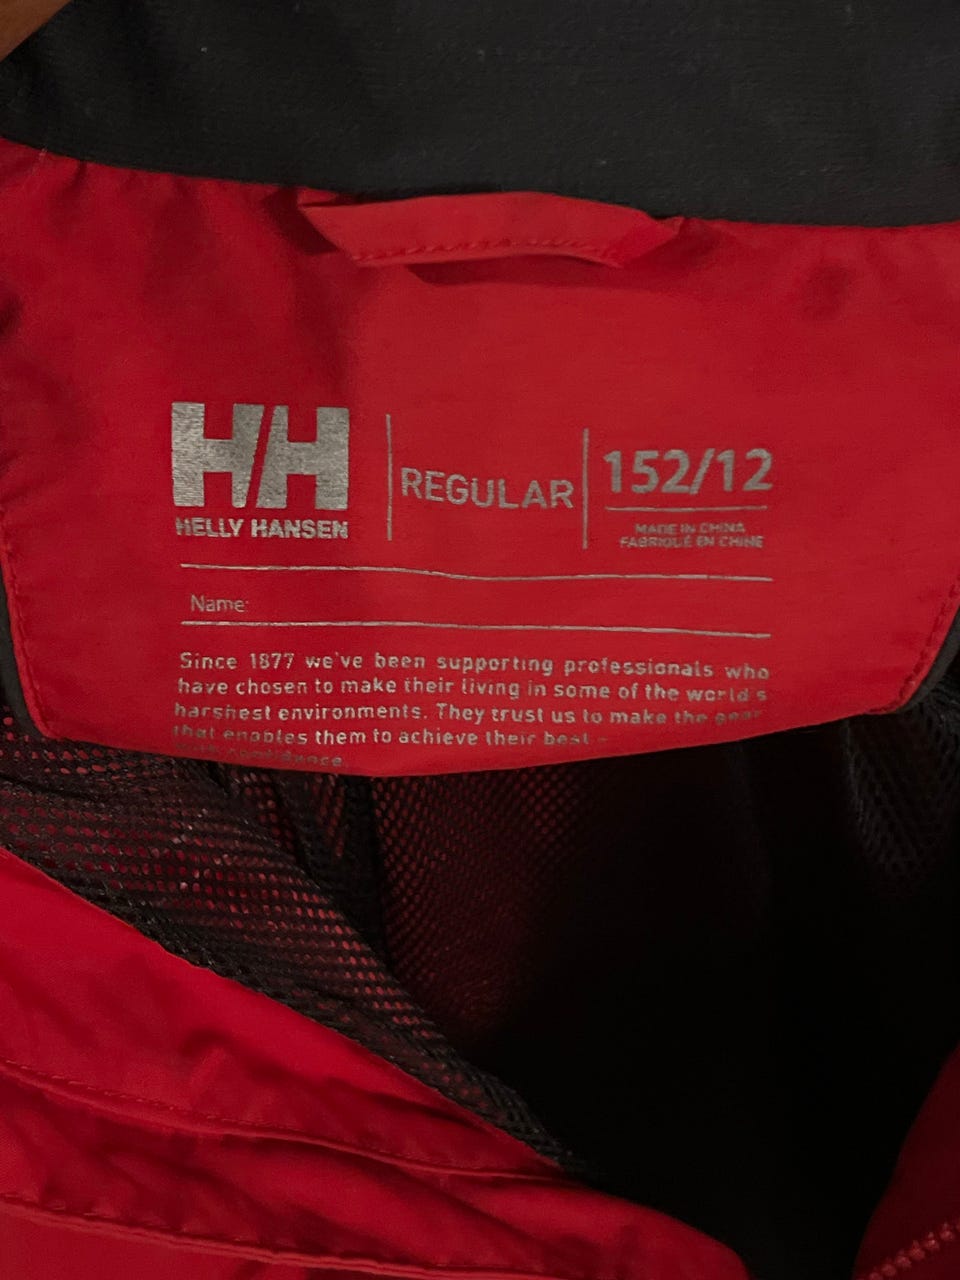 HH
HELLY HANSEN
REGULAR
152/12
MADE IN CHINA
FABRIQUÉ EN CHINE
Name:
Since 1877 we've been supporting professionals who
have chosen to make their living in some of the world's
harshest environments. They trust us to make the gear
that enables them to achieve their best –
with confidence.